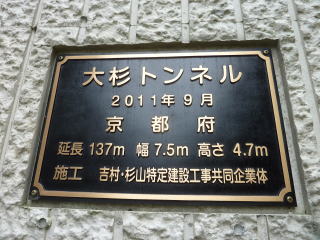 大杉トンネル
2011年9月
京都府
延長 137m 幅 7.5m 高さ 4.7m
施工 吉村・杉山特定建設工事共同企業体